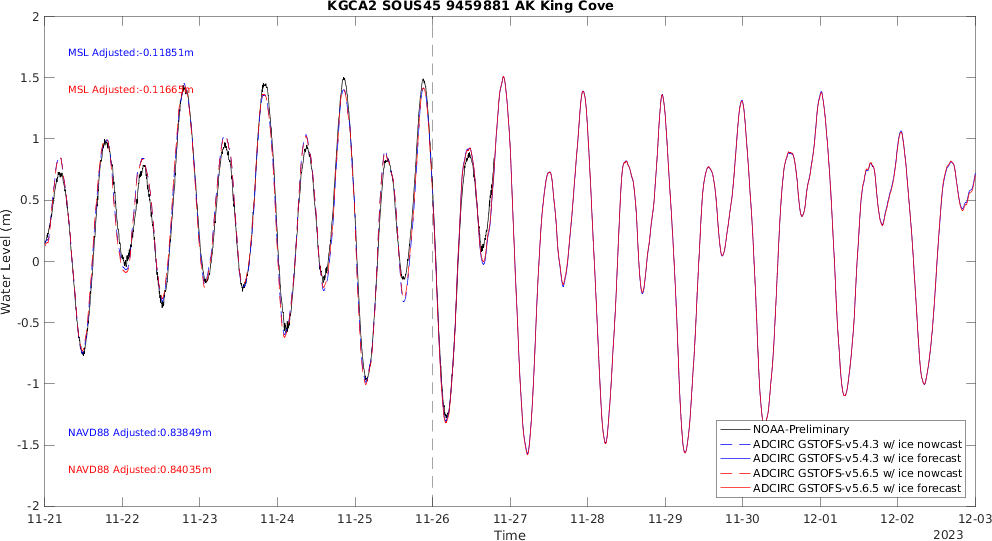 KGCA2 SOUS45 9459881 AK King Cove
2
1.5
1
0.5
0
-0.5
-1
-1.5
-2
Water Level (m)
MSL Adjusted:-0.11851m
MSL Adjusted:-0.11665m
NAVD88 Adjusted:0.83849m
NAVD88 Adjusted:0.84035m
NOAA-Preliminary
ADCIRC GSTOFS-v5.4.3 w/ ice nowcast
ADCIRC GSTOFS-v5.4.3 w/ ice forecast
ADCIRC GSTOFS-v5.6.5 w/ ice nowcast
ADCIRC GSTOFS-v5.6.5 w/ ice forecast
11-21 11-22 11-23 11-24 11-25 11-26 11-27 11-28 11-29 11-30 12-01 12-02 12-03
Time
2023